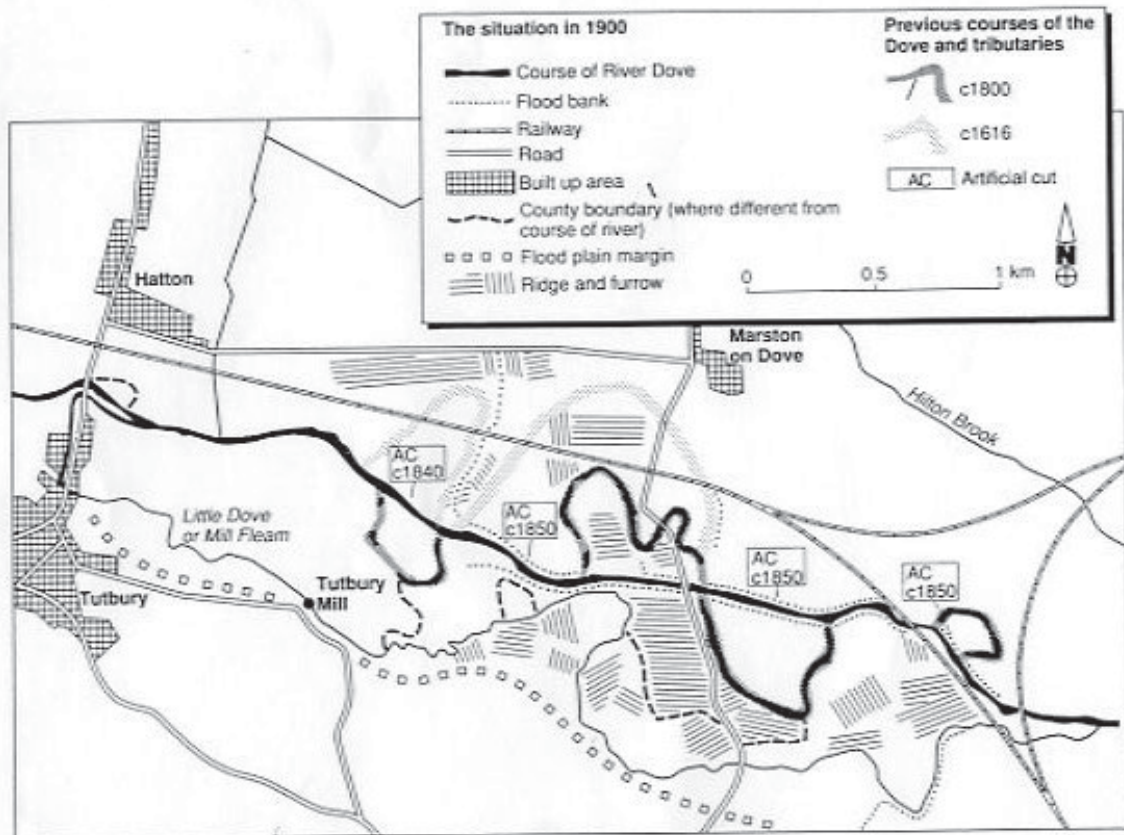 The situation in 1900
Course of River Dove
Flood bank
Railway
Road
Built up area
County boundary (where different from
course of river)
Flood plain margin
Ridge and furrow
Previous courses of the
Dove and tributaries
c1800
c1616
AC Artificial cut
N
0 0.5 1 km
Hatton
Marston
on Dove
Hilton Brook
AC
c1840
AC
c1850
AC
c1850
AC
c1850
Little Dove
or Mill Fleam
Tutbury
Mill
Tutbury